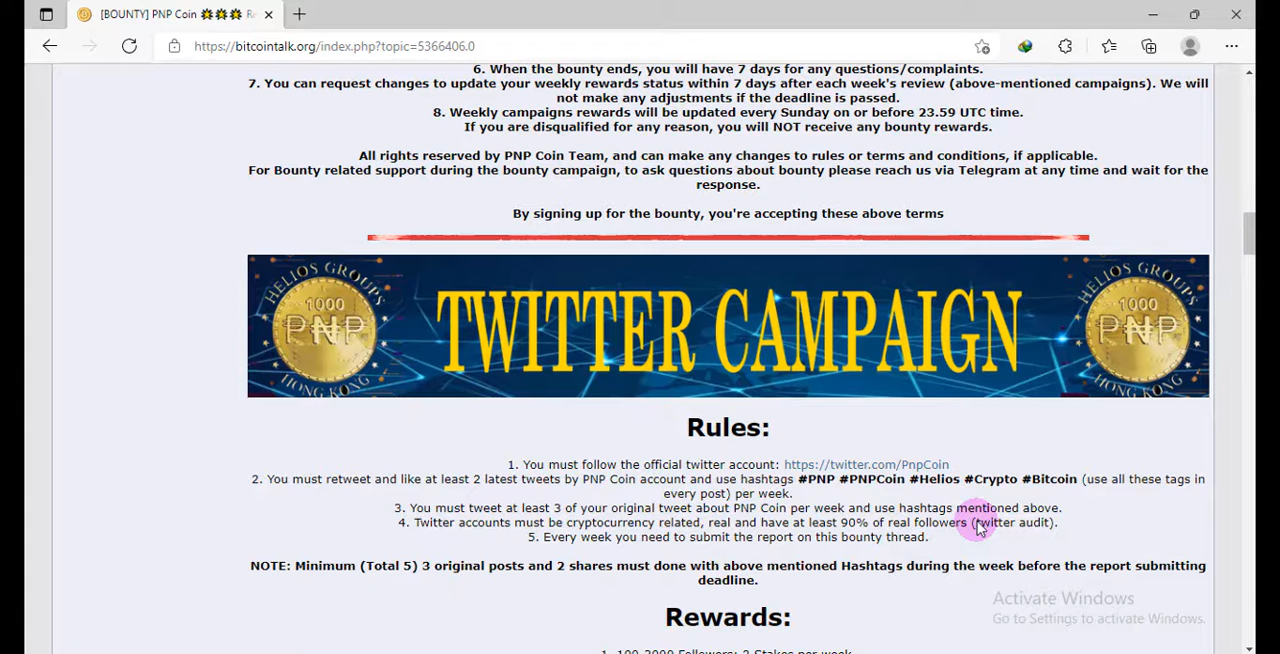 [BOUNTY] PNP Coin
https://bitcointalk.org/index.php?topic=5366406.0
6. When the bounty ends, you will have 7 days for any questions/complaints.
7. You can request changes to update your weekly rewards status within 7 days after each week's review (above-mentioned campaigns). We will
not make any adjustments if the deadline is passed.
8. Weekly campaigns rewards will be updated every Sunday on or before 23.59 UTC time.
If you are disqualified for any reason, you will NOT receive any bounty rewards.
All rights reserved by PNP Coin Team, and can make any changes to rules or terms and conditions, if applicable.
For Bounty related support during the bounty campaign, to ask questions about bounty please reach us via Telegram at any time and wait for the
response.
By signing up for the bounty, you're accepting these above terms
HELIOS GROUPS
1000
P₦P
HONG KONG
TWITTER CAMPAIGN
HELIOS GROUPS
1000
P₦P
HONG KONG
Rules:
1. You must follow the official twitter account: https://twitter.com/PnpCoin
2. You must retweet and like at least 2 latest tweets by PNP Coin account and use hashtags #PNP #PNPCoin #Helios #Crypto #Bitcoin (use all these tags in
every post) per week.
3. You must tweet at least 3 of your original tweet about PNP Coin per week and use hashtags mentioned above.
4. Twitter accounts must be cryptocurrency related, real and have at least 90% of real followers (twitter audit).
5. Every week you need to submit the report on this bounty thread.
NOTE: Minimum (Total 5) 3 original posts and 2 shares must done with above mentioned Hashtags during the week before the report submitting
deadline.
Activate Windows
Go to Settings to activate Windows.
Rewards:
1. 100-2000 Followers: 2 Stakes per week